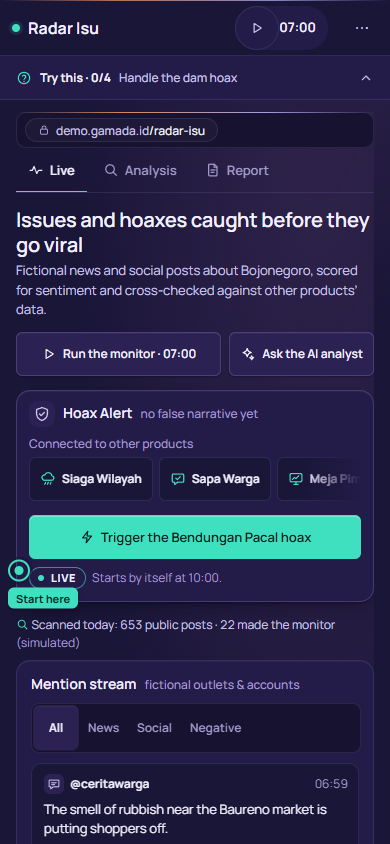 Radar Isu
07:00
Try this · 0/4 Handle the dam hoax
demo.gamada.id/radar-isu
Live Analysis Report
Issues and hoaxes caught before they
go viral
Fictional news and social posts about Bojonegoro, scored
for sentiment and cross-checked against other products'
data.
Run the monitor · 07:00 Ask the AI analyst
Hoax Alert no false narrative yet
Connected to other products
Siaga Wilayah Sapa Warga Meja
Trigger the Bendungan Pacal hoax
LIVE Starts by itself at 10:00.
Start here
Scanned today: 653 public posts · 22 made the monitor
(simulated)
Mention stream fictional outlets & accounts
All News Social Negative
@ceritawarga 06:59
The smell of rubbish near the Baureno market is
putting shoppers off.